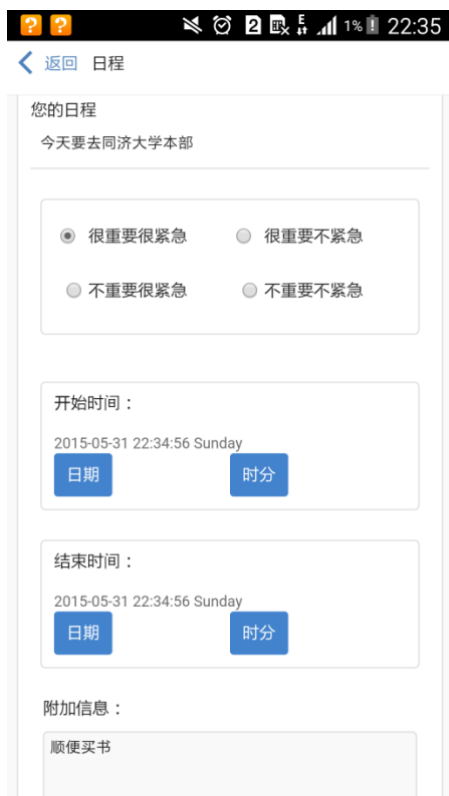 1% 22:35
返回 日程
您的日程
今天要去同济大学本部
很重要很紧急 很重要不紧急
不重要很紧急 不重要不紧急
开始时间：
2015-05-31 22:34:56 Sunday
日期 时分
结束时间：
2015-05-31 22:34:56 Sunday
日期 时分
附加信息：
顺便买书